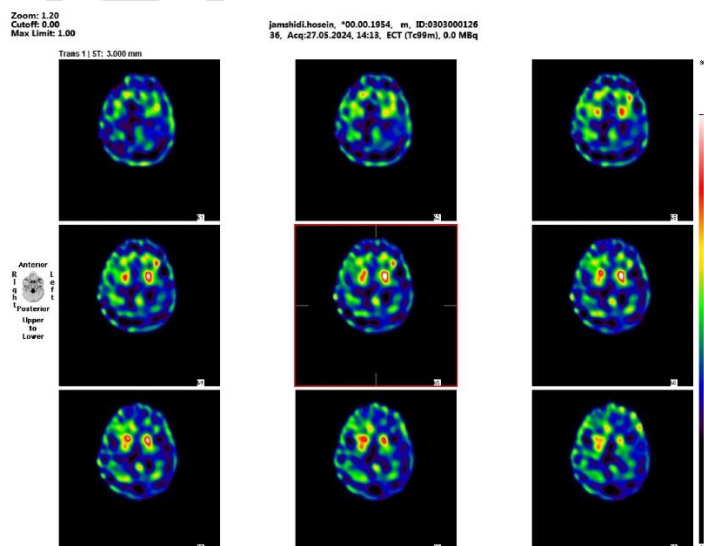 Zoom: 1.20
Cutoff: 0.00
Max Limit: 1.00
jamshidi.hosein, *00.00.1954, m, ID:0303000126
36, Acq:27.05.2024, 14:13, ECT (Tc99m), 0.0 MBq
Trans 1 | ST: 3.000 mm
Anterior
Right
Left
Posterior
Upper
to
Lower